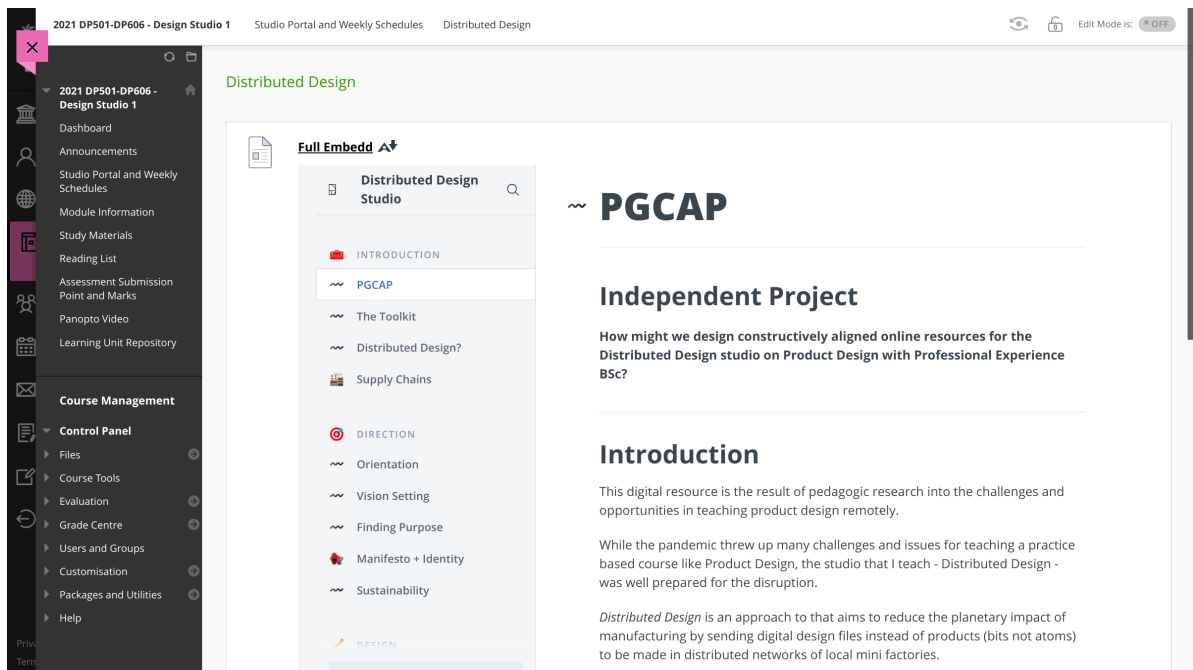 2021 DP501-DP606 - Design Studio 1
Studio Portal and Weekly Schedules
Distributed Design
Edit Mode is:
OFF
2021 DP501-DP606 -
Design Studio 1
Dashboard
Announcements
Studio Portal and Weekly
Schedules
Module Information
Study Materials
Reading List
Assessment Submission
Point and Marks
Panopto Video
Learning Unit Repository
Course Management
Control Panel
Files
Course Tools
Evaluation
Grade Centre
Users and Groups
Customisation
Packages and Utilities
Help
Priva
Term
Distributed Design
Full Embedd
Distributed Design
Studio
INTRODUCTION
PGCAP
The Toolkit
Distributed Design?
Supply Chains
DIRECTION
Orientation
Vision Setting
Finding Purpose
Manifesto + Identity
Sustainability
DESIGN
PGCAP
Independent Project
How might we design constructively aligned online resources for the
Distributed Design studio on Product Design with Professional Experience
BSc?
Introduction
This digital resource is the result of pedagogic research into the challenges and
opportunities in teaching product design remotely.
While the pandemic threw up many challenges and issues for teaching a practice
based course like Product Design, the studio that I teach - Distributed Design -
was well prepared for the disruption.
Distributed Design is an approach to that aims to reduce the planetary impact of
manufacturing by sending digital design files instead of products (bits not atoms)
to be made in distributed networks of local mini factories.